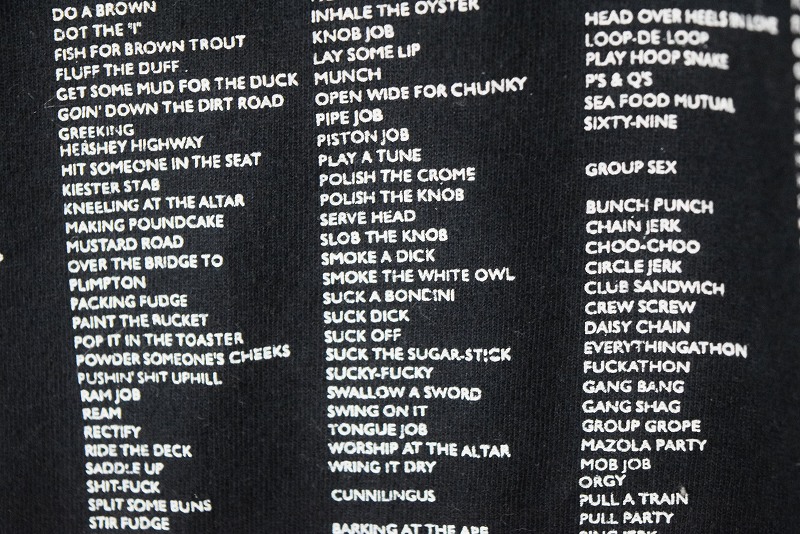 DO A BROWN
DOT THE "I"
FISH FOR BROWN TROUT
FLUFF THE DUFF
GET SOME MUD FOR THE DUCK
GOIN' DOWN THE DIRT ROAD
GREEKING
HERSHEY HIGHWAY
HIT SOMEONE IN THE SEAT
KIESTER STAB
KNEELING AT THE ALTAR
MAKING POUNDCAKE
MUSTARD ROAD
OVER THE BRIDGE TO
PLIMPTON
PACKING FUDGE
PAINT THE RUCKET
POP IT IN THE TOASTER
POWDER SOMEONE'S CHEEKS
PUSHIN' SHIT UPHILL
RAM JOB
REAM
RECTIFY
RIDE THE DECK
SADDLE UP
SHIT-FUCK
SPLIT SOME BUNS
STIR FUDGE
INHALE THE OYSTER
KNOB JOB
LAY SOME LIP
MUNCH
OPEN WIDE FOR CHUNKY
PIPE JOB
PISTON JOB
PLAY A TUNE
POLISH THE CROME
POLISH THE KNOB
SERVE HEAD
SLOB THE KNOB
SMOKE A DICK
SMOKE THE WHITE OWL
SUCK A BONDINI
SUCK DICK
SUCK OFF
SUCK THE SUGAR-STICK
SUCKY-FUCKY
SWALLOW A SWORD
SWING ON IT
TONGUE JOB
WORSHIP AT THE ALTAR
WRING IT DRY
CUNNILINGUS
BARKING AT THE APE
HEAD OVER HEELS IN LOVE
LOOP-DE LOOP
PLAY HOOP SNAKE
P'S & Q'S
SEA FOOD MUTUAL
SIXTY-NINE
GROUP SEX
BUNCH PUNCH
CHAIN JERK
CHOO-CHOO
CIRCLE JERK
CLUB SANDWICH
CREW SCREW
DAISY CHAIN
EVERYTHINGATHON
FUCKATHON
GANG BANG
GANG SHAG
GROUP GROPE
MAZOLA PARTY
MOB JOB
ORGY
PULL A TRAIN
PULL PARTY